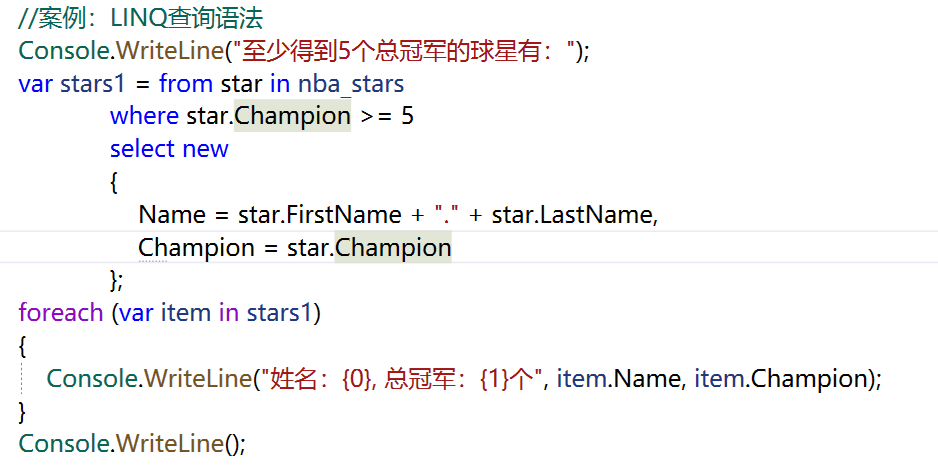 //案例：LINQ查询语法
Console.WriteLine("至少得到5个总冠军的球星有：");
var stars1 = from star in nba_stars
where star.Champion >= 5
select new
{
Name = star.FirstName + "." + star.LastName,
Champion = star.Champion
};
foreach (var item in stars1)
{
Console.WriteLine("姓名：{0}, 总冠军：{1}个", item.Name, item.Champion);
}
Console.WriteLine();